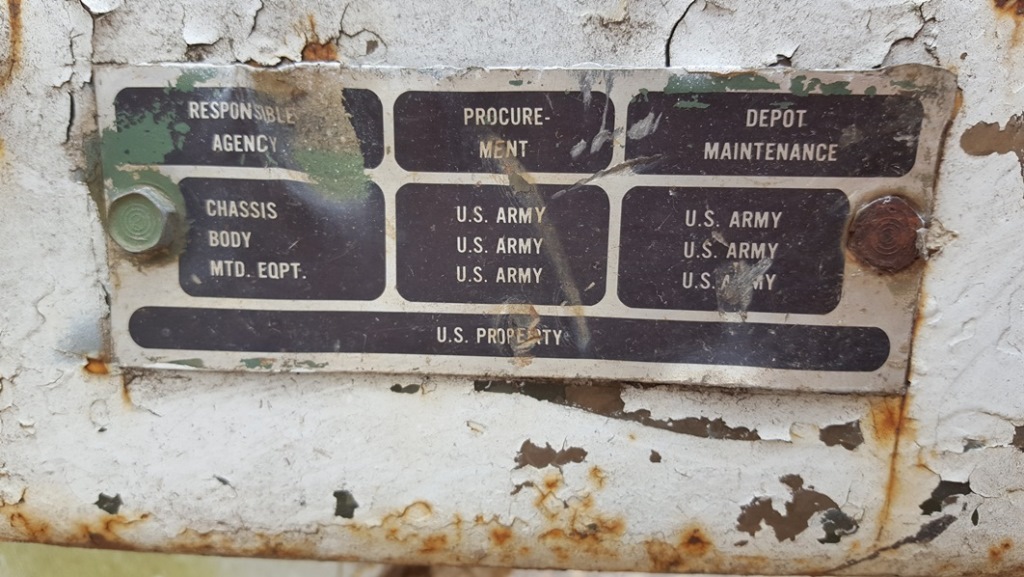 RESPONSIBLE
AGENCY
PROCURE-
MENT
DEPOT
MAINTENANCE
CHASSIS
BODY
MTD. EQPT.
U.S. ARMY
U.S. ARMY
U.S. ARMY
U.S. ARMY
U.S. ARMY
U.S. ARMY
U.S. PROPERTY